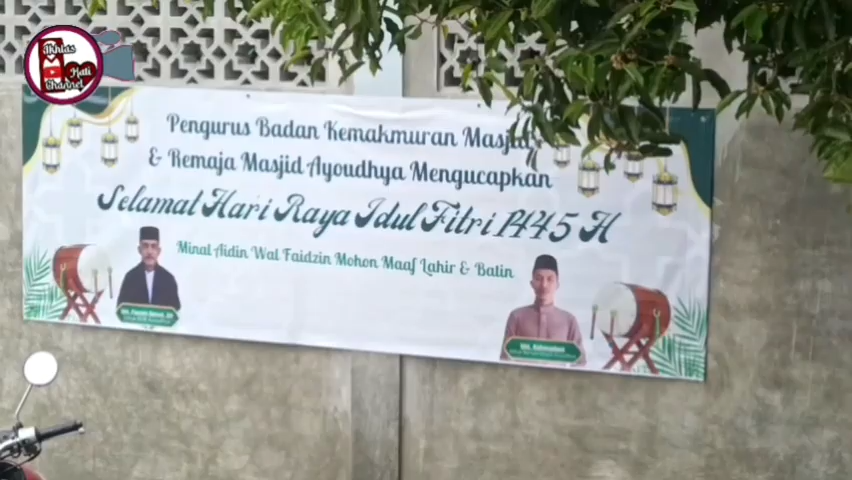 Ikhlas
Hati
Channel
Pengurus Badan Kemakmuran Masjid
& Remaja Masjid Ayoudhya Mengucapkan
Selamat Hari Raya Idul Fitri 1445 H
Minal Aidin Wal Faidzin Mohon Maaf Lahir & Batin